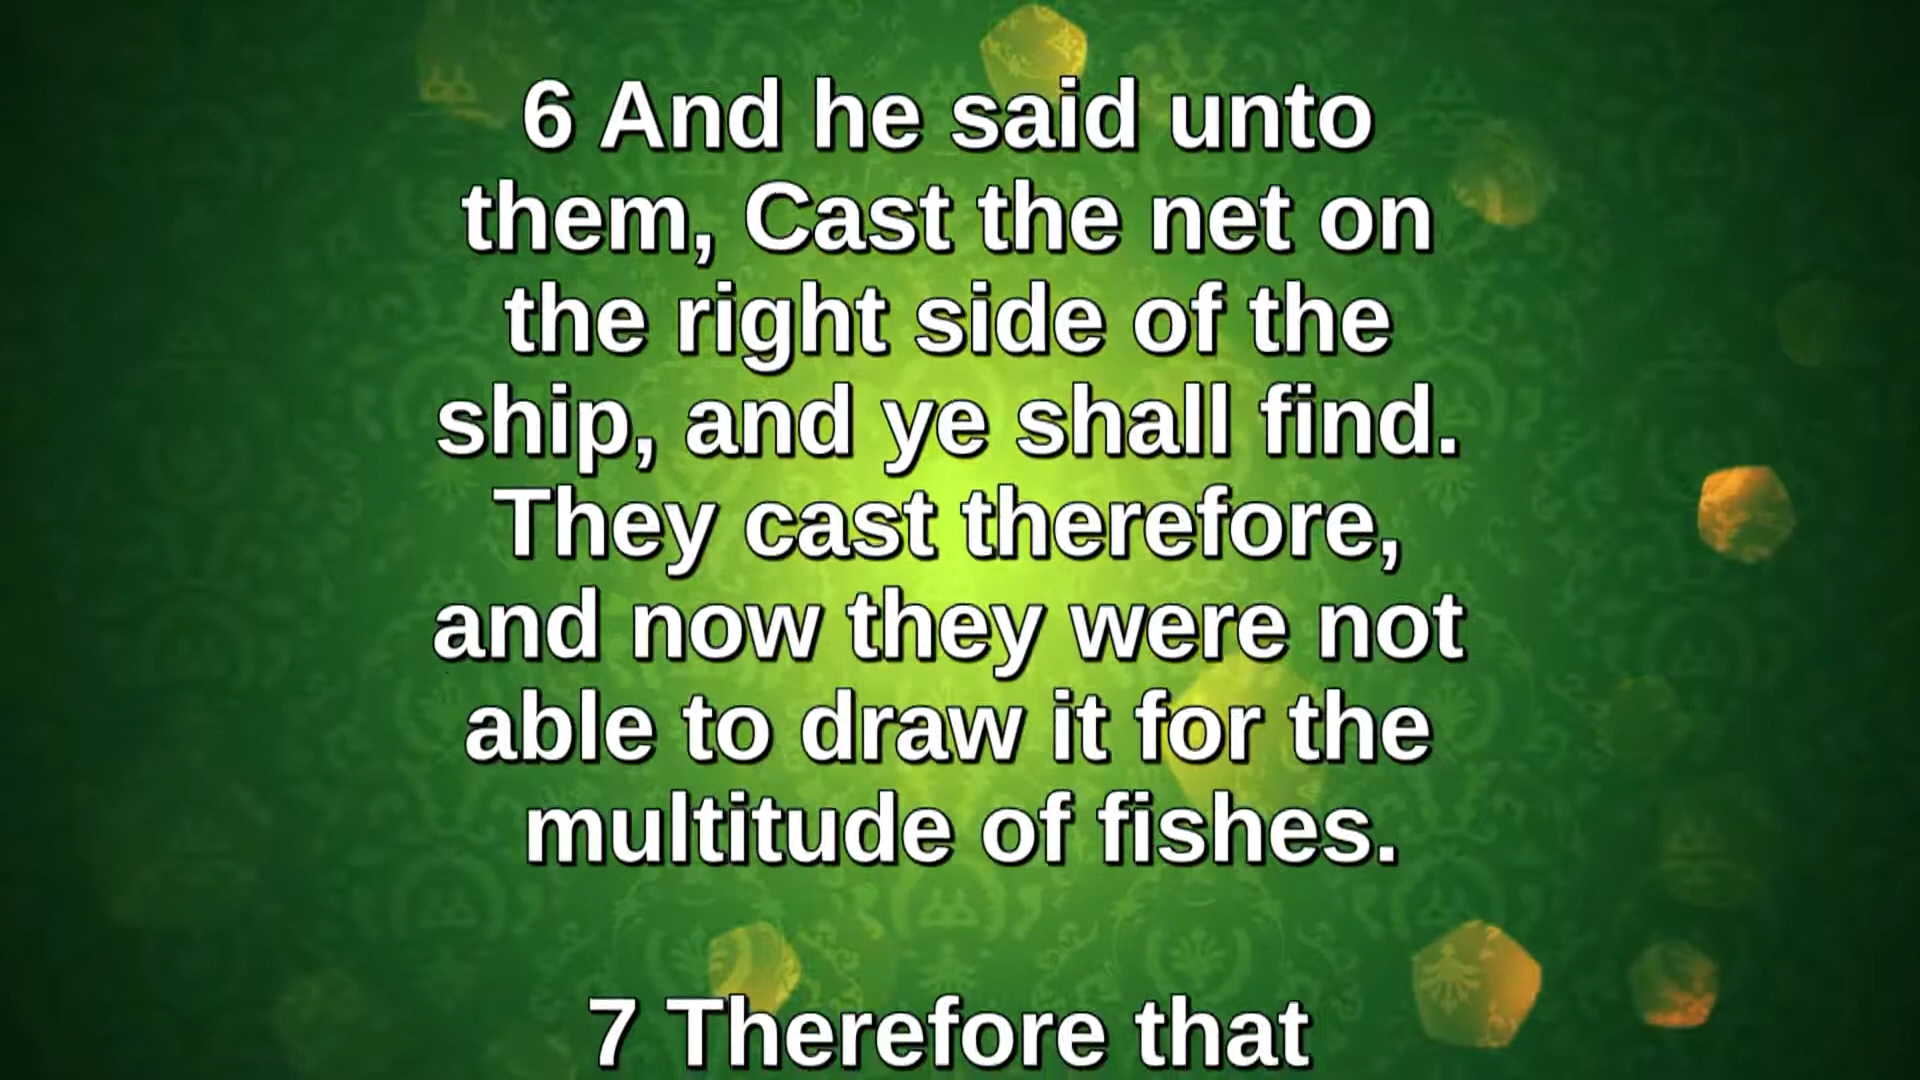 6 And he said unto
them, Cast the net on
the right side of the
ship, and ye shall find.
They cast therefore,
and now they were not
able to draw it for the
multitude of fishes.
7 Therefore that